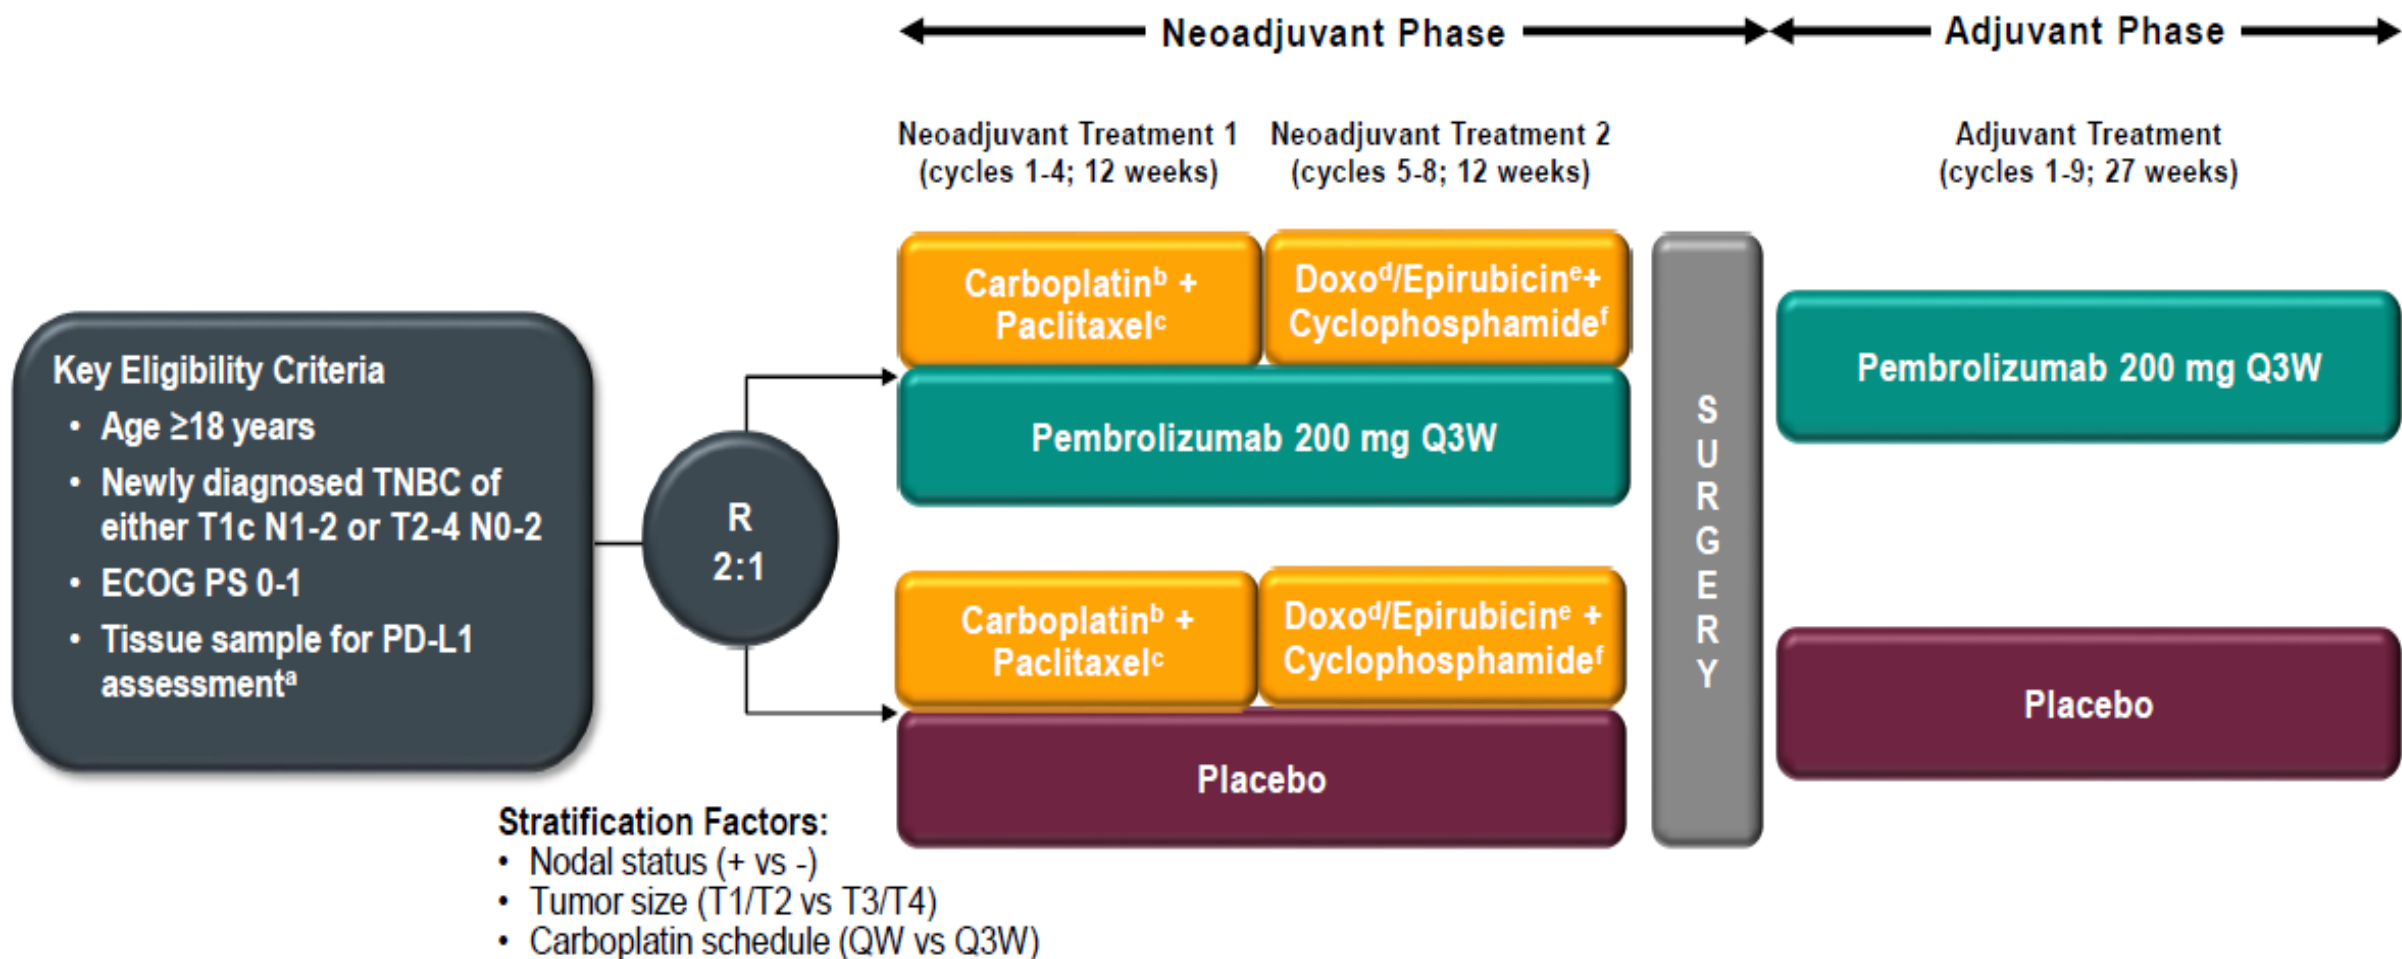 Neoadjuvant Phase
Adjuvant Phase
Neoadjuvant Treatment 1
(cycles 1-4; 12 weeks)
Neoadjuvant Treatment 2
(cycles 5-8; 12 weeks)
Adjuvant Treatment
(cycles 1-9; 27 weeks)
Key Eligibility Criteria
• Age ≥18 years
• Newly diagnosed TNBC of
either T1c N1-2 or T2-4 N0-2
• ECOG PS 0-1
• Tissue sample for PD-L1
assessmentᵃ
R
2:1
Carboplatinᵇ +
Paclitaxelᶜ
Doxoᵈ/Epirubicinᵉ+
Cyclophosphamideᶠ
Pembrolizumab 200 mg Q3W
Carboplatinᵇ +
Paclitaxelᶜ
Doxoᵈ/Epirubicinᵉ +
Cyclophosphamideᶠ
Placebo
SURGERY
Pembrolizumab 200 mg Q3W
Placebo
Stratification Factors:
• Nodal status (+ vs -)
• Tumor size (T1/T2 vs T3/T4)
• Carboplatin schedule (QW vs Q3W)